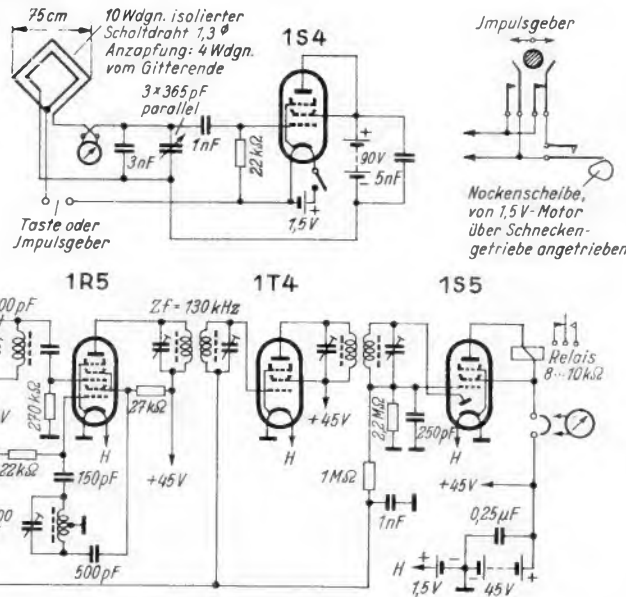 75cm
10 Wdgn. isolierter
Schaltdraht 1,3 ⌀
Anzapfung: 4 Wdgn.
vom Gitterende
3 × 365 pF
parallel
1S4
Jmpulsgeber
3nF
1nF
22kΩ
+
90V
-
5nF
1,5V
+
Taste oder
Jmpulsgeber
Nockenscheibe,
von 1,5V-Motor
über Schnecken-
getriebe angetrieben
1R5
Zf = 130 kHz
1T4
1S5
00pF
270kΩ
27kΩ
V
22kΩ
150pF
H
+45V
00
500pF
H
+45V
2,2MΩ
250pF
1MΩ
1nF
H
Relais
8···10kΩ
+45V
0,25µF
H
+
-
-
+
1,5V
45V